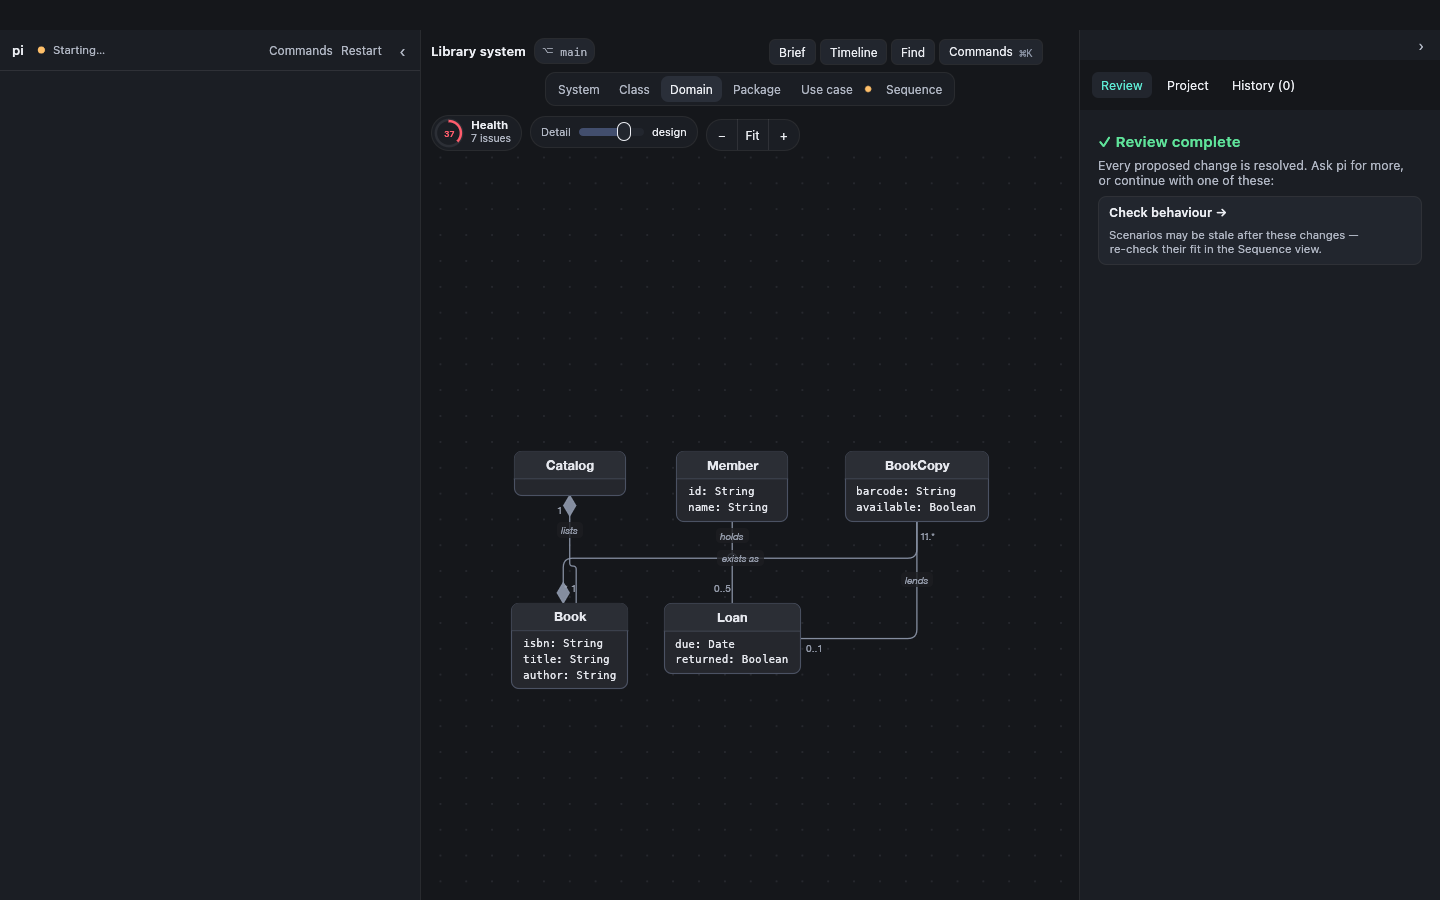 pi
Starting...
Commands
Restart
‹
Library system
main
Brief
Timeline
Find
Commands ⌘K
System
Class
Domain
Package
Use case
Sequence
37
Health
7 issues
Detail
design
−
Fit
+
Catalog
Member
id: String
name: String
BookCopy
barcode: String
available: Boolean
1
lists
holds
11.*
exists as
lends
0..5
1
Book
isbn: String
title: String
author: String
Loan
due: Date
returned: Boolean
0..1
›
Review
Project
History (0)
✓ Review complete
Every proposed change is resolved. Ask pi for more,
or continue with one of these:
Check behaviour →
Scenarios may be stale after these changes —
re-check their fit in the Sequence view.